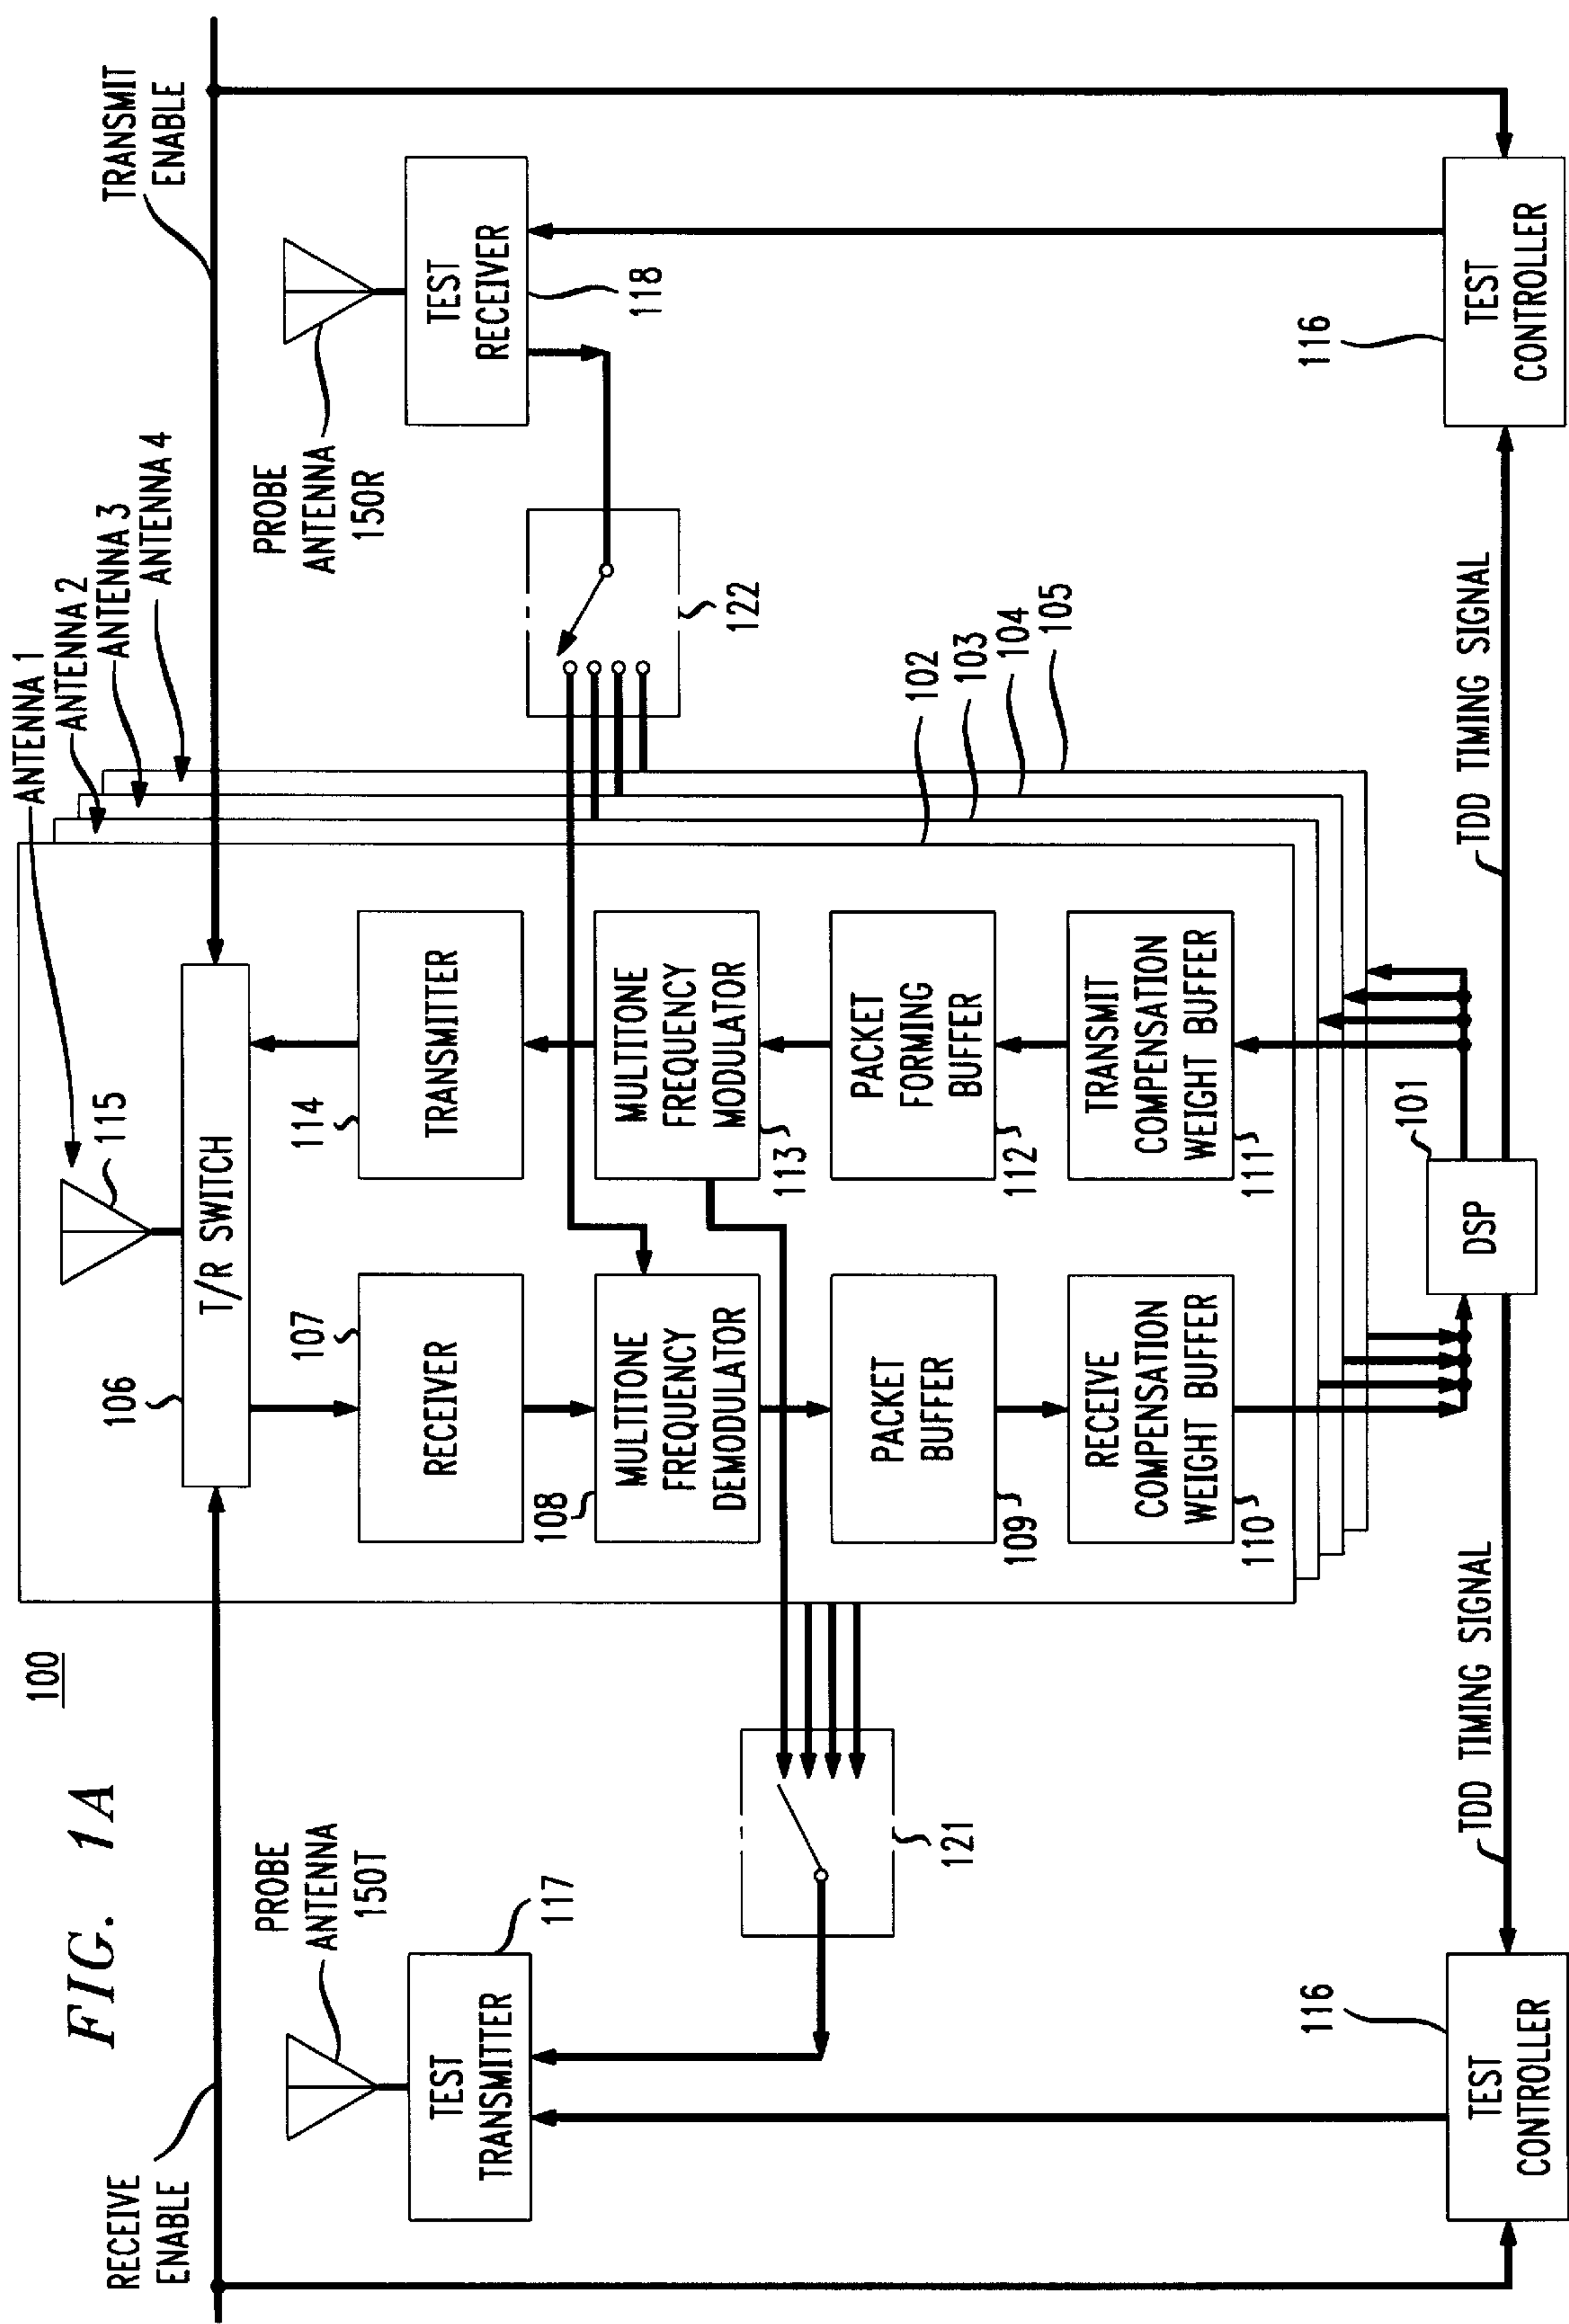 FIG. 1A
100
RECEIVE
ENABLE
TRANSMIT
ENABLE
ANTENNA 1
ANTENNA 2
ANTENNA 3
ANTENNA 4
PROBE
ANTENNA
150T
TEST
TRANSMITTER
117
121
TEST
CONTROLLER
116
TDD TIMING SIGNAL
115
106
T/R SWITCH
107
RECEIVER
114
TRANSMITTER
108
MULTITONE
FREQUENCY
DEMODULATOR
MULTITONE
FREQUENCY
MODULATOR
113
PACKET
BUFFER
109
PACKET
FORMING
BUFFER
112
RECEIVE
COMPENSATION
WEIGHT BUFFER
110
TRANSMIT
COMPENSATION
WEIGHT BUFFER
111
DSP
101
102
103
104
105
PROBE
ANTENNA
150R
TEST
RECEIVER
118
122
TEST
CONTROLLER
116
TDD TIMING SIGNAL